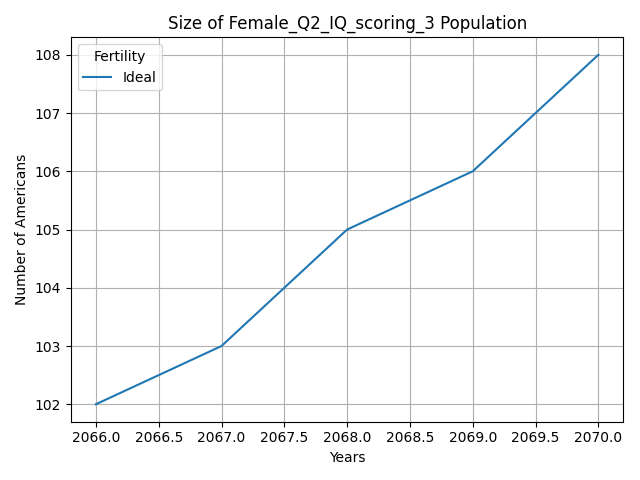 Size of Female_Q2_IQ_scoring_3 Population
Fertility
Ideal
108
107
106
105
104
103
102
Number of Americans
2066.0 2066.5 2067.0 2067.5 2068.0 2068.5 2069.0 2069.5 2070.0
Years